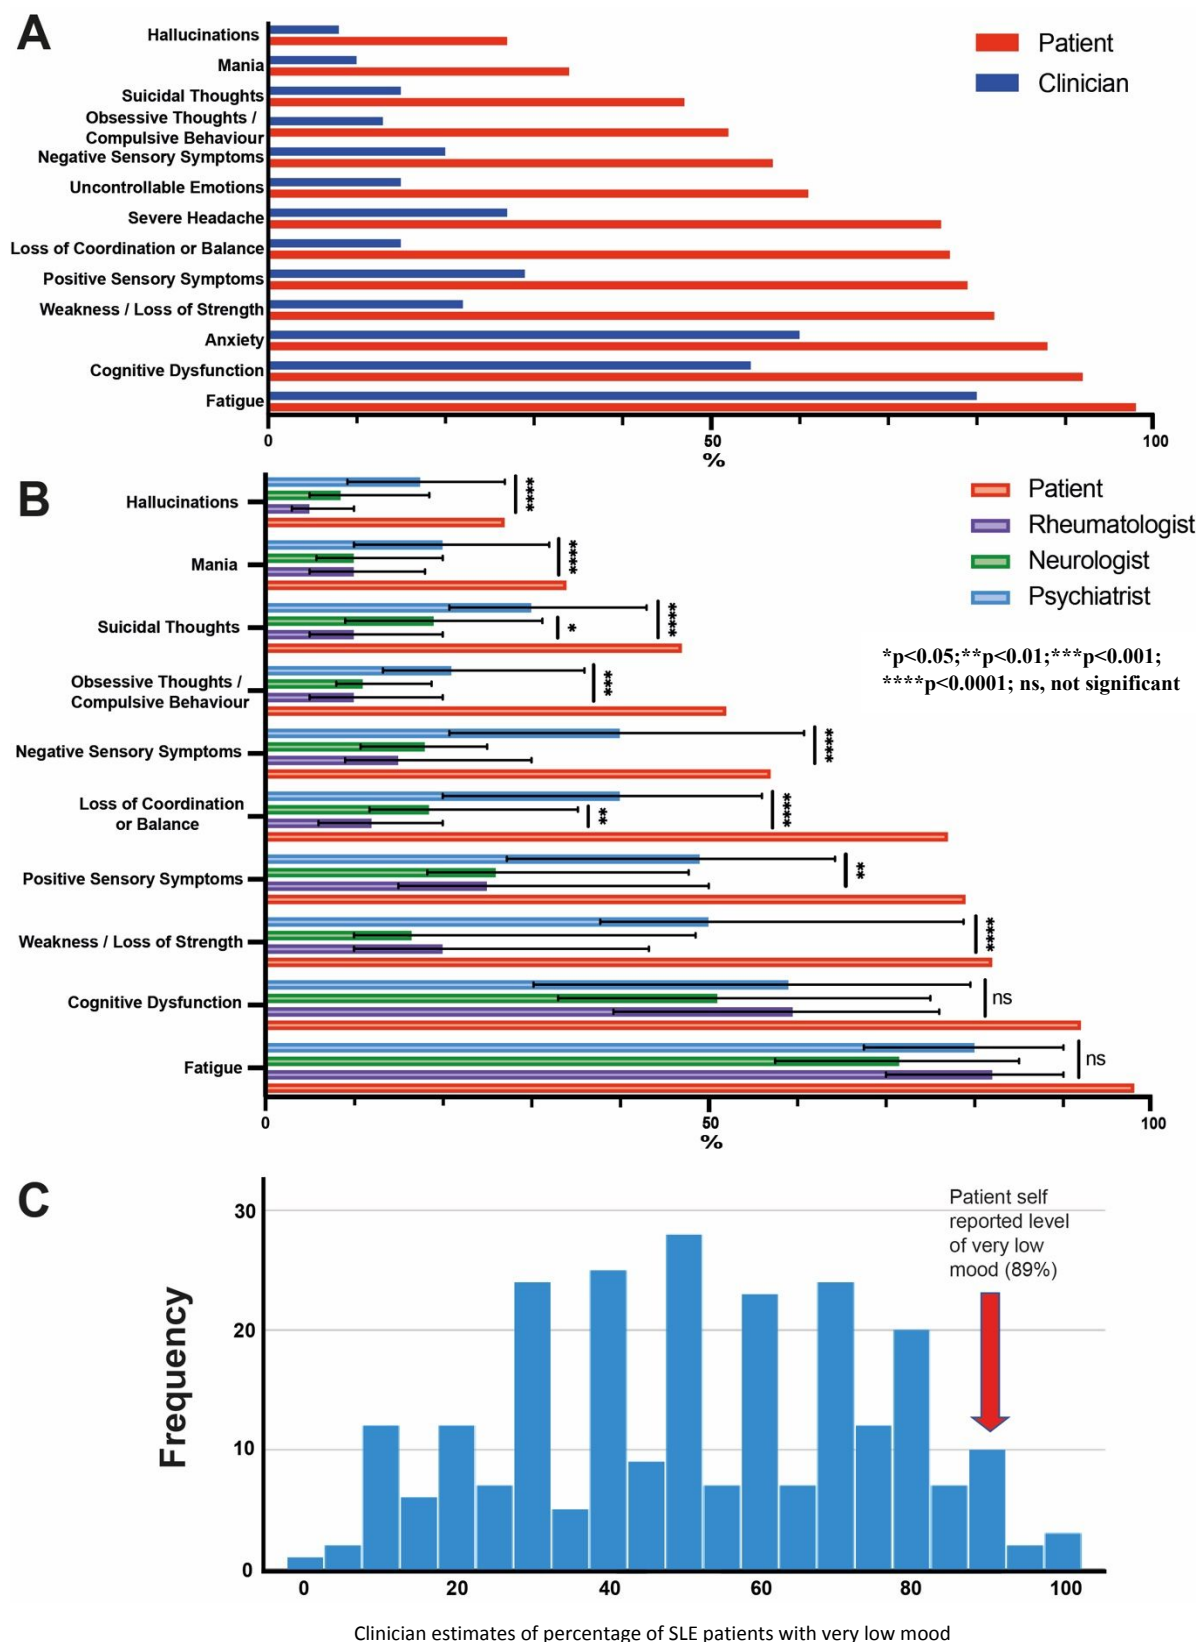 A
Hallucinations
Mania
Suicidal Thoughts
Obsessive Thoughts /
Compulsive Behaviour
Negative Sensory Symptoms
Uncontrollable Emotions
Severe Headache
Loss of Coordination or Balance
Positive Sensory Symptoms
Weakness / Loss of Strength
Anxiety
Cognitive Dysfunction
Fatigue
Patient
Clinician
0 50 100
%
B
Hallucinations
****
Mania
****
Suicidal Thoughts
* ****
Obsessive Thoughts /
Compulsive Behaviour
***
Negative Sensory Symptoms
****
Loss of Coordination
or Balance
** ****
Positive Sensory Symptoms
**
Weakness / Loss of Strength
****
Cognitive Dysfunction
ns
Fatigue
ns
Patient
Rheumatologist
Neurologist
Psychiatrist
*p<0.05;**p<0.01;***p<0.001;
****p<0.0001; ns, not significant
0 50 100
%
C
Frequency
30
20
10
0
Patient self
reported level
of very low
mood (89%)
0 20 40 60 80 100
Clinician estimates of percentage of SLE patients with very low mood